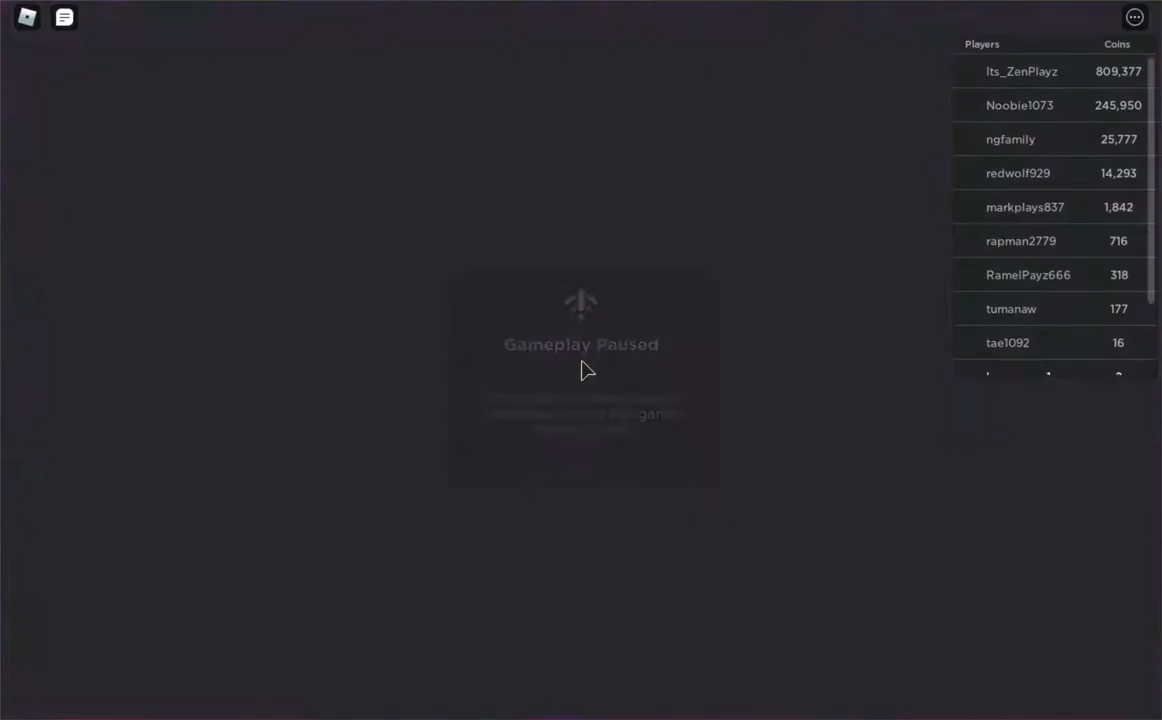 Players Coins
Its_ZenPlayz 809,377
Noobie1073 245,950
ngfamily 25,777
redwolf929 14,293
markplays837 1,842
rapman2779 716
RamelPayz666 318
tumanaw 177
tae1092 16
Gameplay Paused